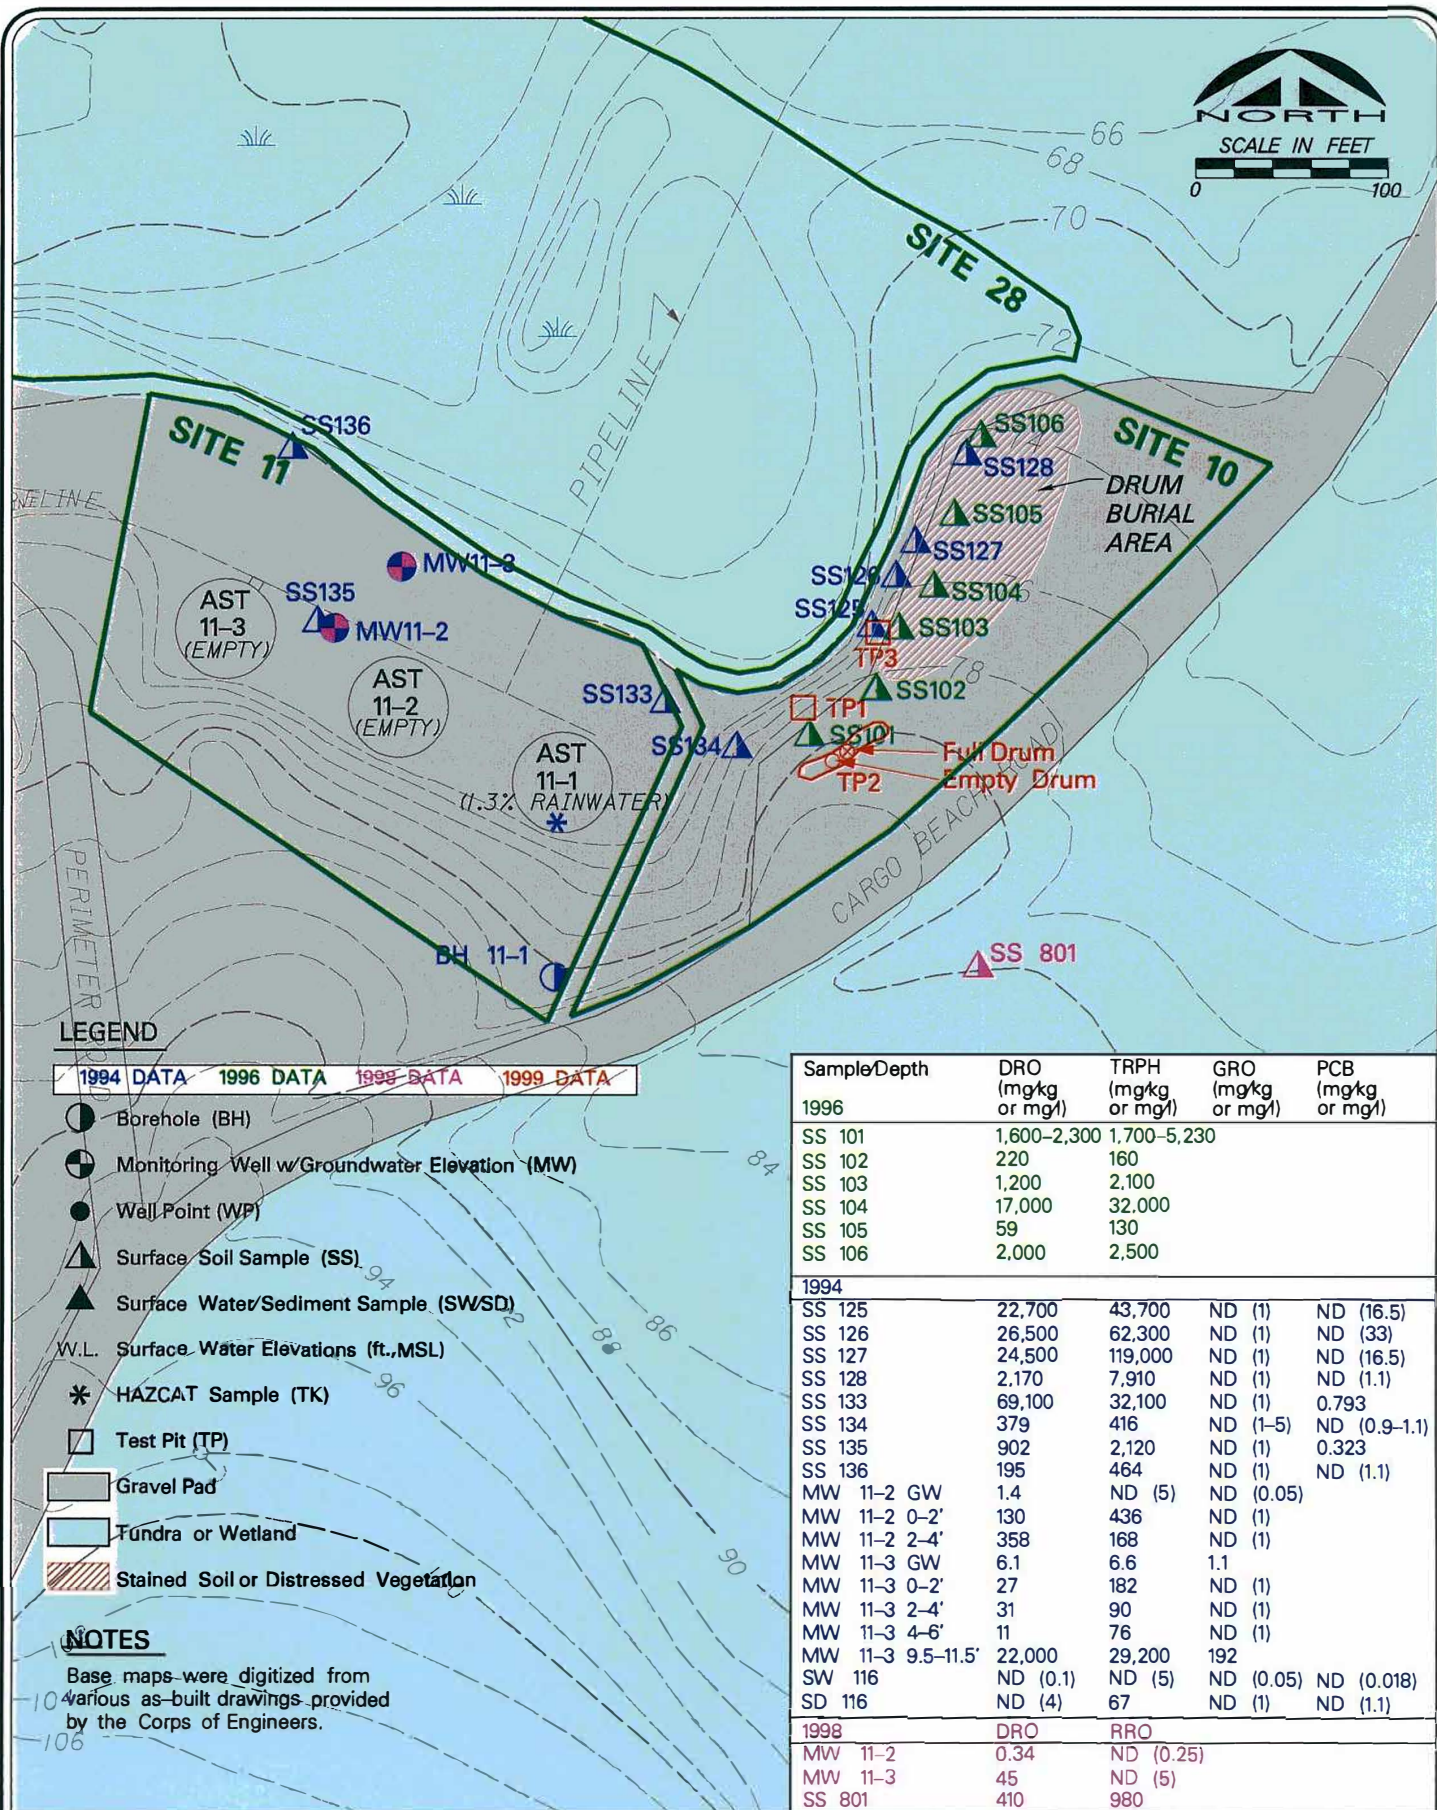 NORTH
SCALE IN FEET
0 100
66
68
70
72
SITE 28
SITE 11
SITE 10
PIPELINE
SS136
SS106
SS128
DRUM
BURIAL
AREA
SS105
SS127
SS126
SS104
SS125
SS103
TP3
78
SS102
MW11-3
SS135
MW11-2
AST
11-3
(EMPTY)
AST
11-2
(EMPTY)
AST
11-1
(1.3% RAINWATER)
SS133
SS134
TP1
SS101
Full Drum
Empty Drum
TP2
CARGO BEACH ROAD
PERIMETER ROAD
BH 11-1
SS 801
84
86
88
90
94
96
104
106
LEGEND
1994 DATA 1996 DATA 1998 DATA 1999 DATA
Borehole (BH)
Monitoring Well w/Groundwater Elevation (MW)
Well Point (WP)
Surface Soil Sample (SS)
Surface Water/Sediment Sample (SW/SD)
W.L. Surface Water Elevations (ft.,MSL)
HAZCAT Sample (TK)
Test Pit (TP)
Gravel Pad
Tundra or Wetland
Stained Soil or Distressed Vegetation
NOTES
Base maps were digitized from
various as-built drawings provided
by the Corps of Engineers.
Sample/Depth DRO TRPH GRO PCB
(mg/kg (mg/kg (mg/kg (mg/kg
1996 or mg/l) or mg/l) or mg/l) or mg/l)
SS 101 1,600-2,300 1,700-5,230
SS 102 220 160
SS 103 1,200 2,100
SS 104 17,000 32,000
SS 105 59 130
SS 106 2,000 2,500
1994
SS 125 22,700 43,700 ND (1) ND (16.5)
SS 126 26,500 62,300 ND (1) ND (33)
SS 127 24,500 119,000 ND (1) ND (16.5)
SS 128 2,170 7,910 ND (1) ND (1.1)
SS 133 69,100 32,100 ND (1) 0.793
SS 134 379 416 ND (1-5) ND (0.9-1.1)
SS 135 902 2,120 ND (1) 0.323
SS 136 195 464 ND (1) ND (1.1)
MW 11-2 GW 1.4 ND (5) ND (0.05)
MW 11-2 0-2' 130 436 ND (1)
MW 11-2 2-4' 358 168 ND (1)
MW 11-3 GW 6.1 6.6 1.1
MW 11-3 0-2' 27 182 ND (1)
MW 11-3 2-4' 31 90 ND (1)
MW 11-3 4-6' 11 76 ND (1)
MW 11-3 9.5-11.5' 22,000 29,200 192
SW 116 ND (0.1) ND (5) ND (0.05) ND (0.018)
SD 116 ND (4) 67 ND (1) ND (1.1)
1998 DRO RRO
MW 11-2 0.34 ND (0.25)
MW 11-3 45 ND (5)
SS 801 410 980